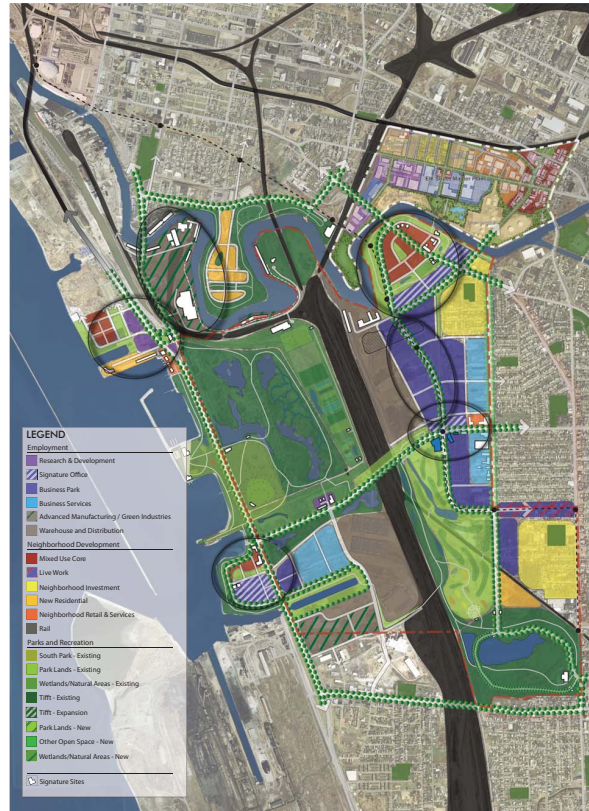 LEGEND
Employment
Research & Development
Signature Office
Business Park
Business Services
Advanced Manufacturing / Green Industries
Warehouse and Distribution
Neighborhood Development
Mixed Use Core
Live Work
Neighborhood Investment
New Residential
Neighborhood Retail & Services
Rail
Parks and Recreation
South Park - Existing
Park Lands - Existing
Wetlands/Natural Areas - Existing
Tifft - Existing
Tifft - Expansion
Park Lands - New
Other Open Space - New
Wetlands/Natural Areas - New
Signature Sites